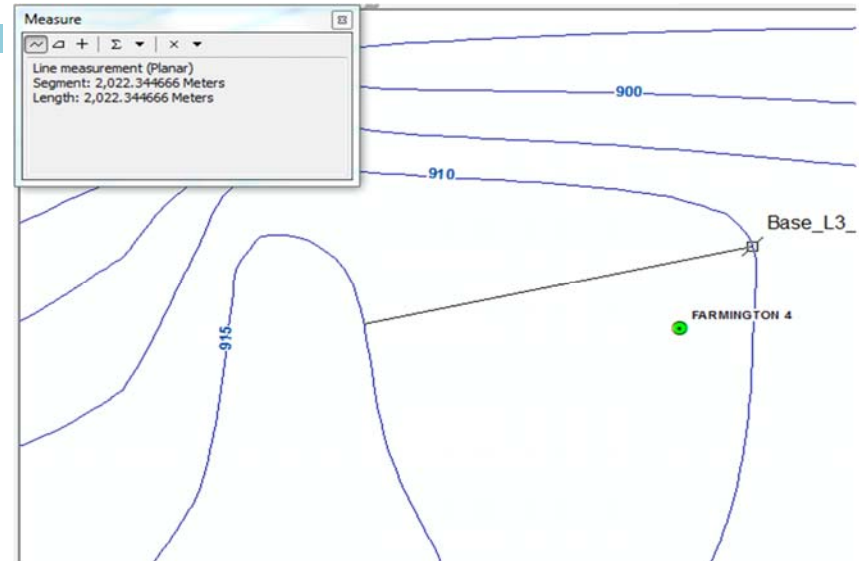 Measure
Σ
Line measurement (Planar)
Segment: 2,022.344666 Meters
Length: 2,022.344666 Meters
900
910
Base_L3_
FARMINGTON 4
915